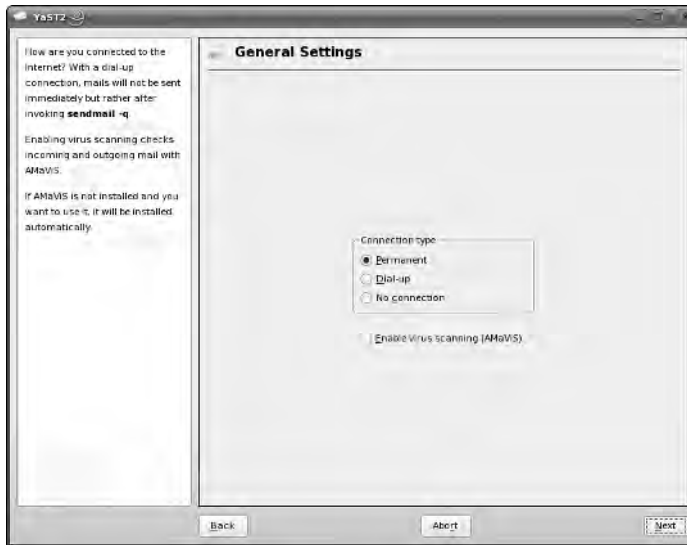 YaST2
How are you connected to the
Internet? With a dial-up
connection, mails will not be sent
immediately but rather after
invoking sendmail -q
Enabling virus scanning checks
incoming and outgoing mail with
AMaViS.
If AMaViS is not installed and you
want to use it, it will be installed
automatically.
General Settings
Connection type
Permanent
Dial-up
No connection
Enable virus scanning (AMaViS)
Back
Abort
Next